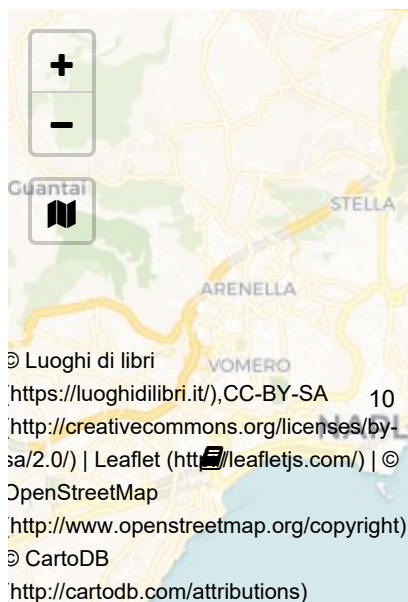 +
−
Guantai
STELLA
ARENELLA
VOMERO
© Luoghi di libri
(https://luoghidilibri.it/),CC-BY-SA
10
(http://creativecommons.org/licenses/by-
sa/2.0/) | Leaflet (http://leafletjs.com/) | ©
OpenStreetMap
(http://www.openstreetmap.org/copyright)
© CartoDB
(http://cartodb.com/attributions)